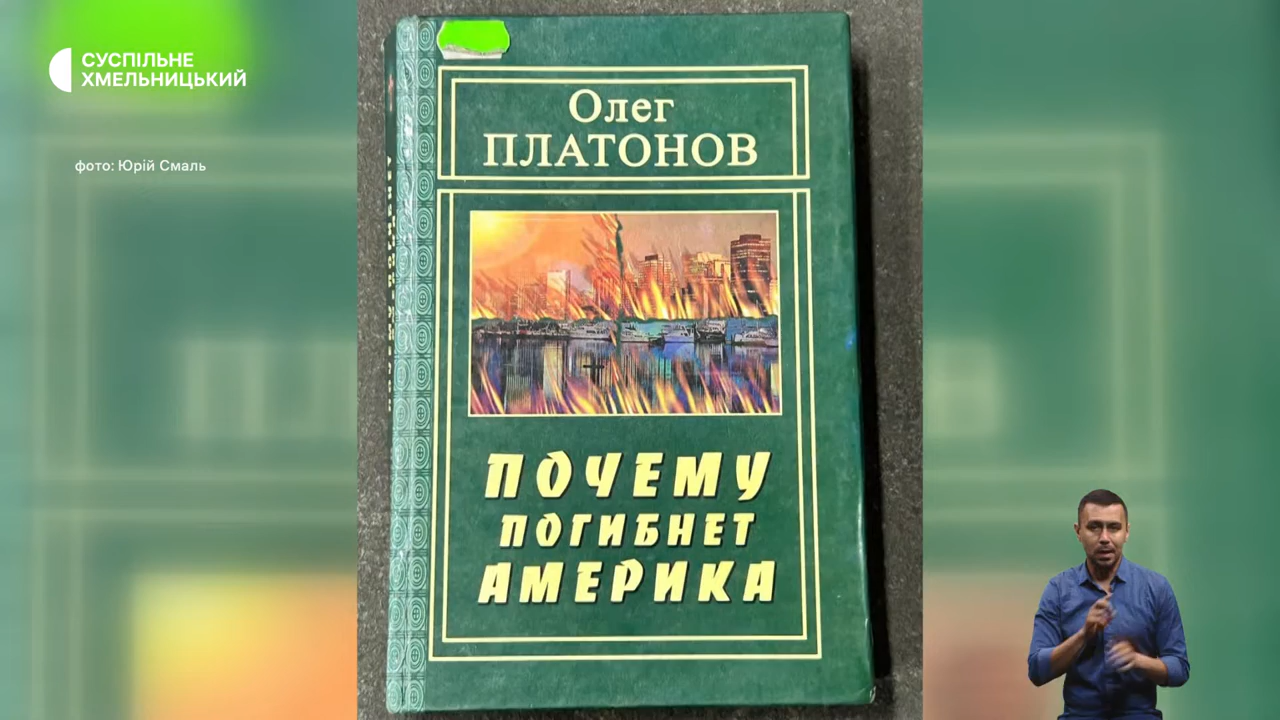 СУСПІЛЬНЕ
ХМЕЛЬНИЦЬКИЙ
фото: Юрій Смаль
Олег
ПЛАТОНОВ
ПОЧЕМУ
ПОГИБНЕТ
АМЕРИКА